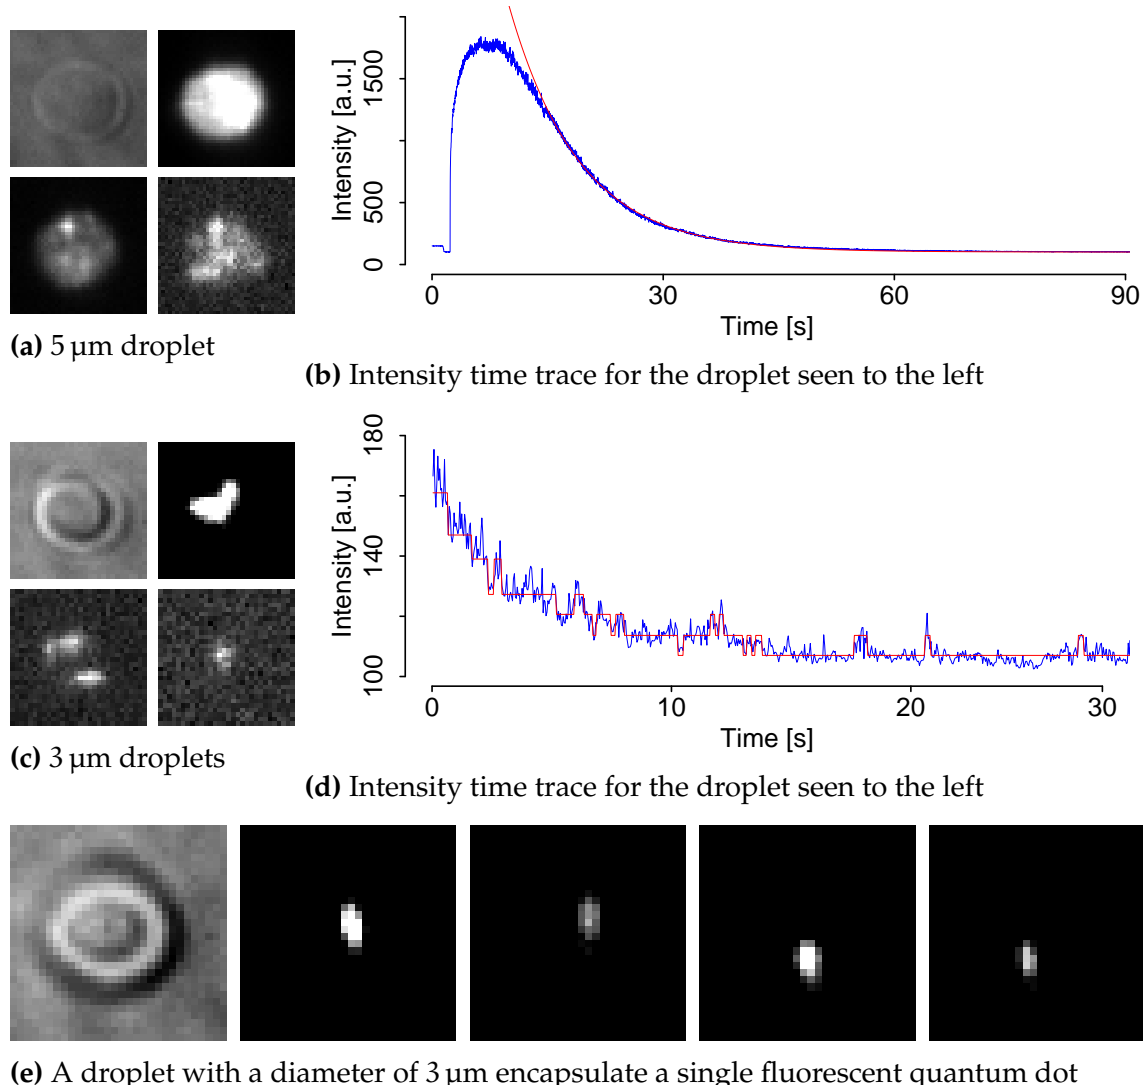 1500
500
0
Intensity [a.u.]
0 30 60 90
Time [s]
(a) 5 µm droplet
(b) Intensity time trace for the droplet seen to the left
180
140
100
Intensity [a.u.]
0 10 20 30
Time [s]
(c) 3 µm droplets
(d) Intensity time trace for the droplet seen to the left
(e) A droplet with a diameter of 3 µm encapsulate a single fluorescent quantum dot